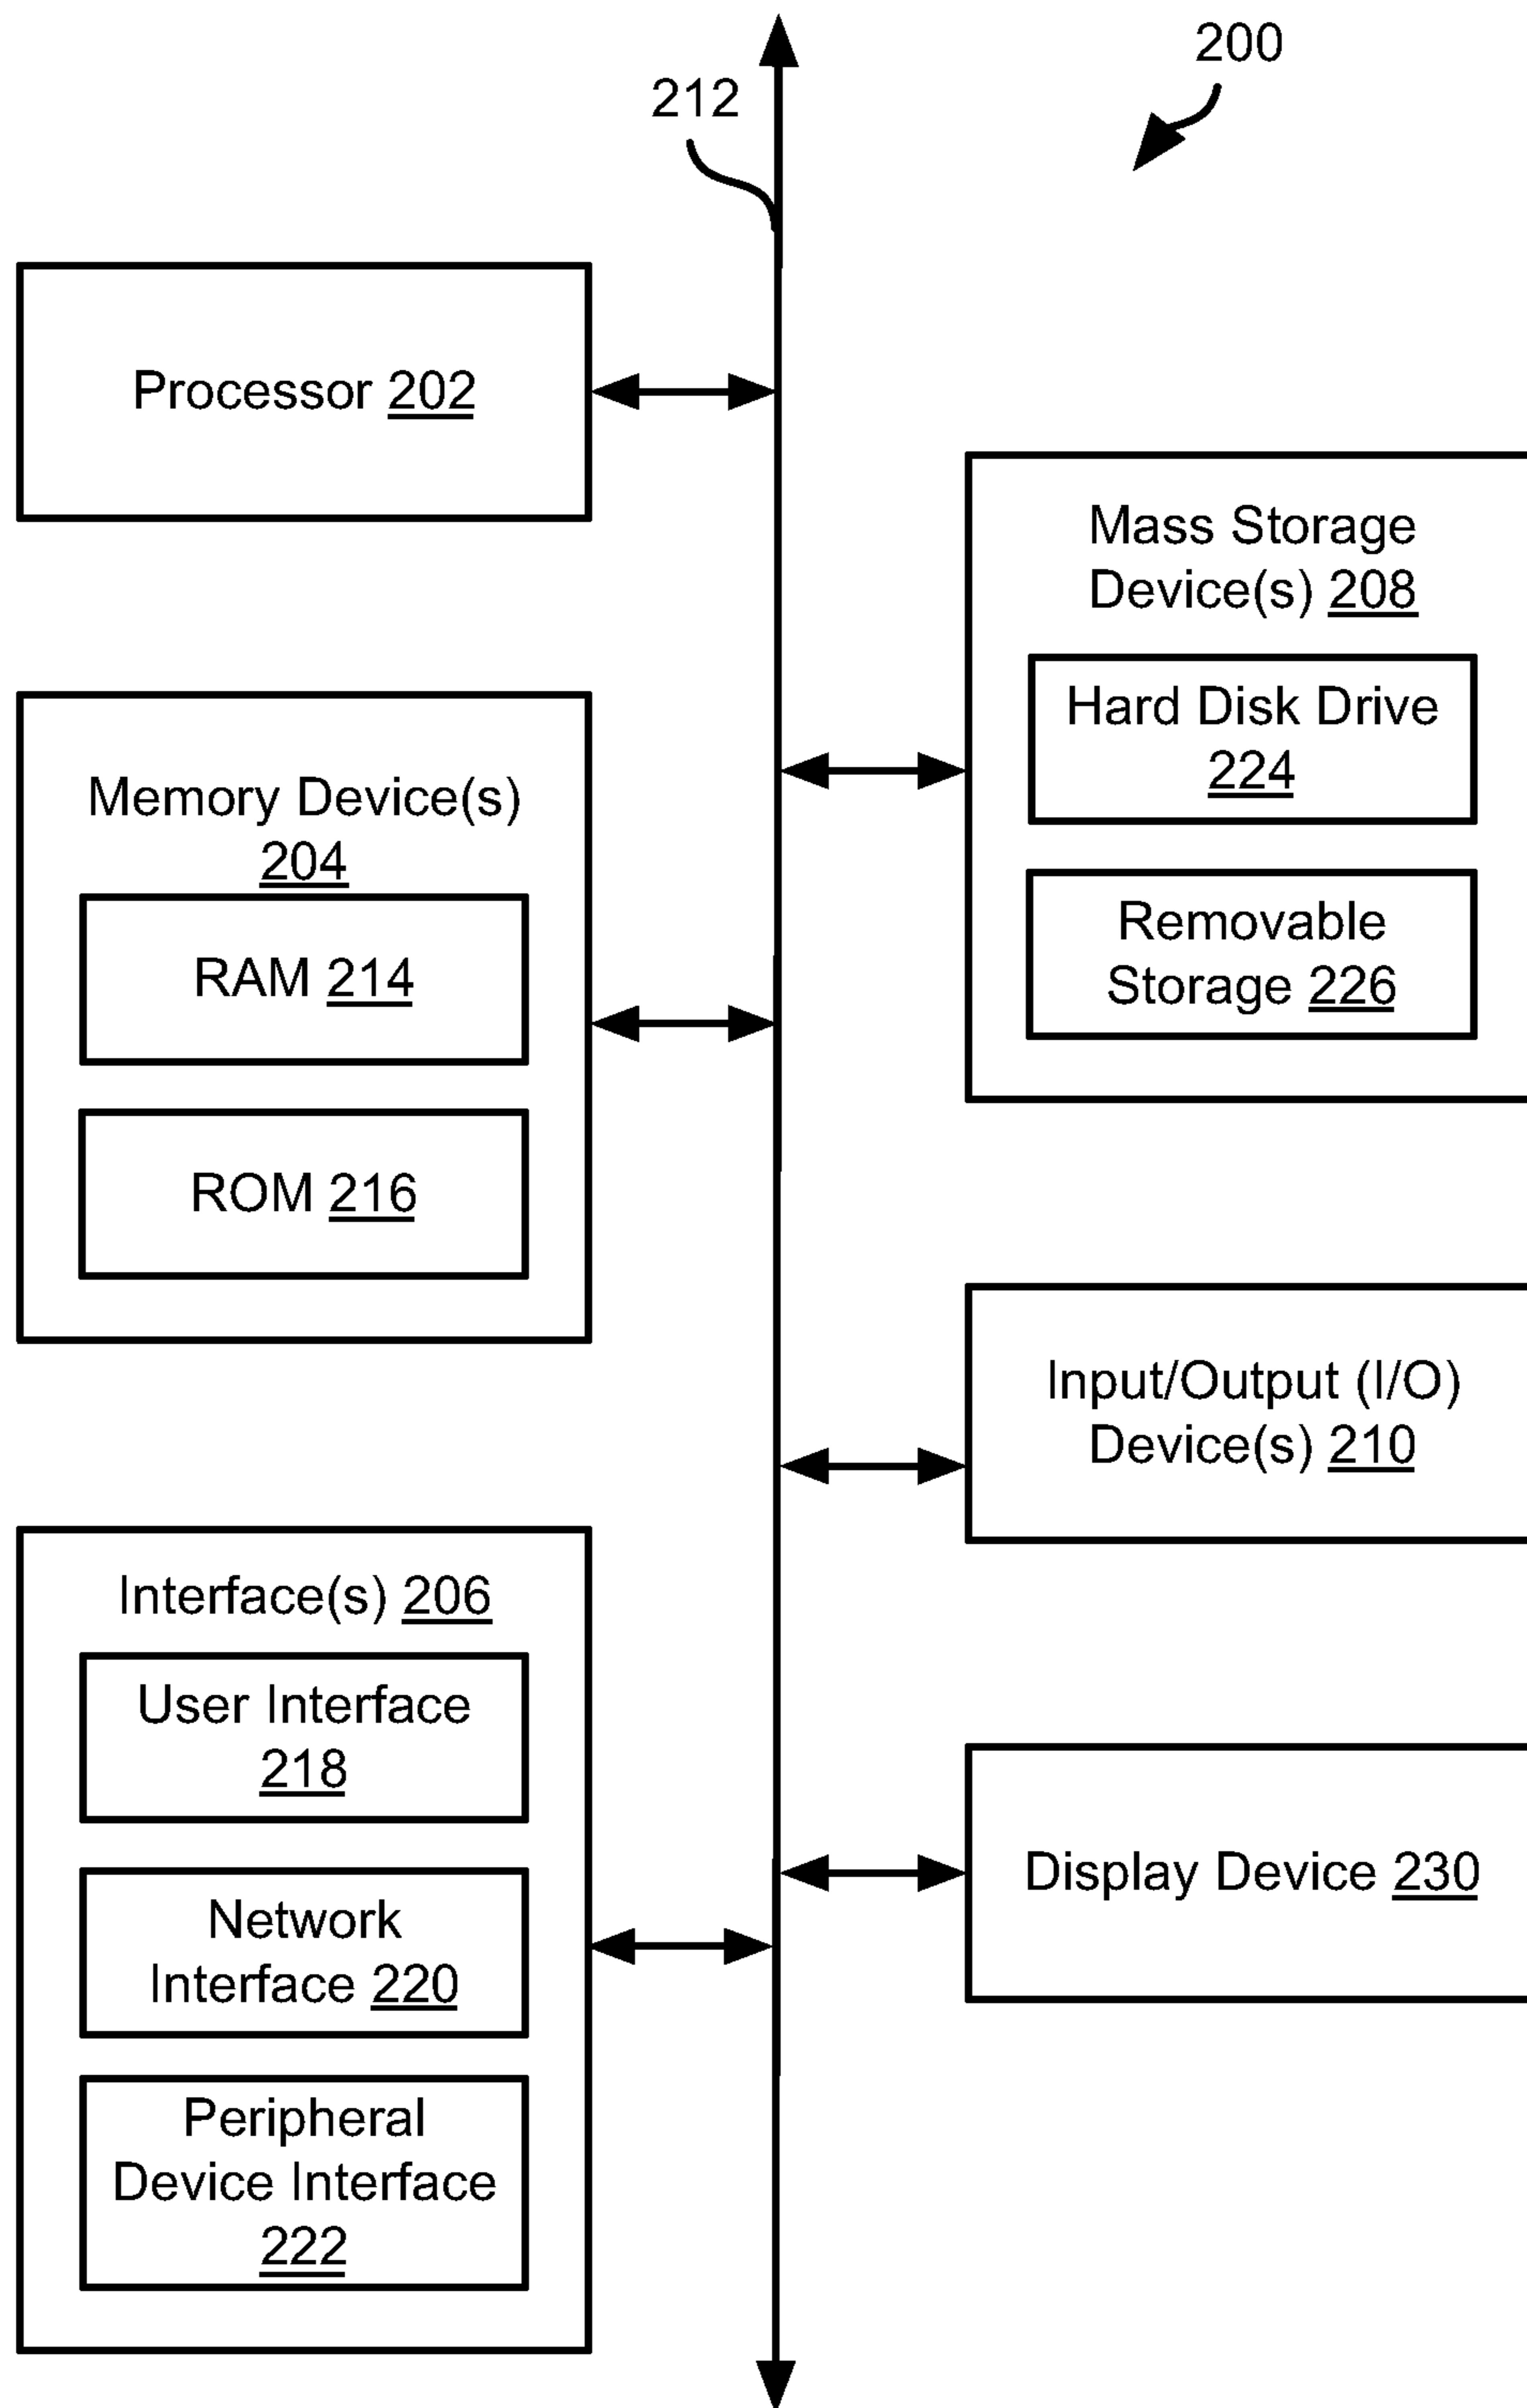 200
212
Processor 202
Mass Storage
Device(s) 208
Hard Disk Drive
224
Removable
Storage 226
Memory Device(s)
204
RAM 214
ROM 216
Input/Output (I/O)
Device(s) 210
Interface(s) 206
User Interface
218
Network
Interface 220
Peripheral
Device Interface
222
Display Device 230